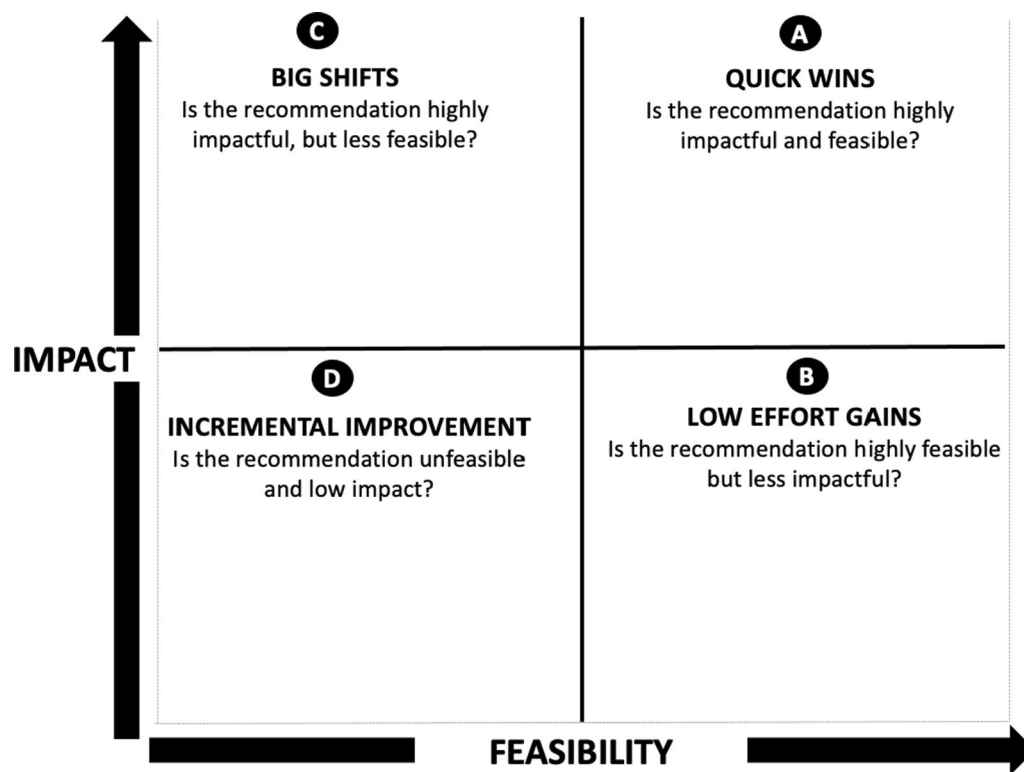 C
BIG SHIFTS
Is the recommendation highly
impactful, but less feasible?
A
QUICK WINS
Is the recommendation highly
impactful and feasible?
IMPACT
D
INCREMENTAL IMPROVEMENT
Is the recommendation unfeasible
and low impact?
B
LOW EFFORT GAINS
Is the recommendation highly feasible
but less impactful?
FEASIBILITY